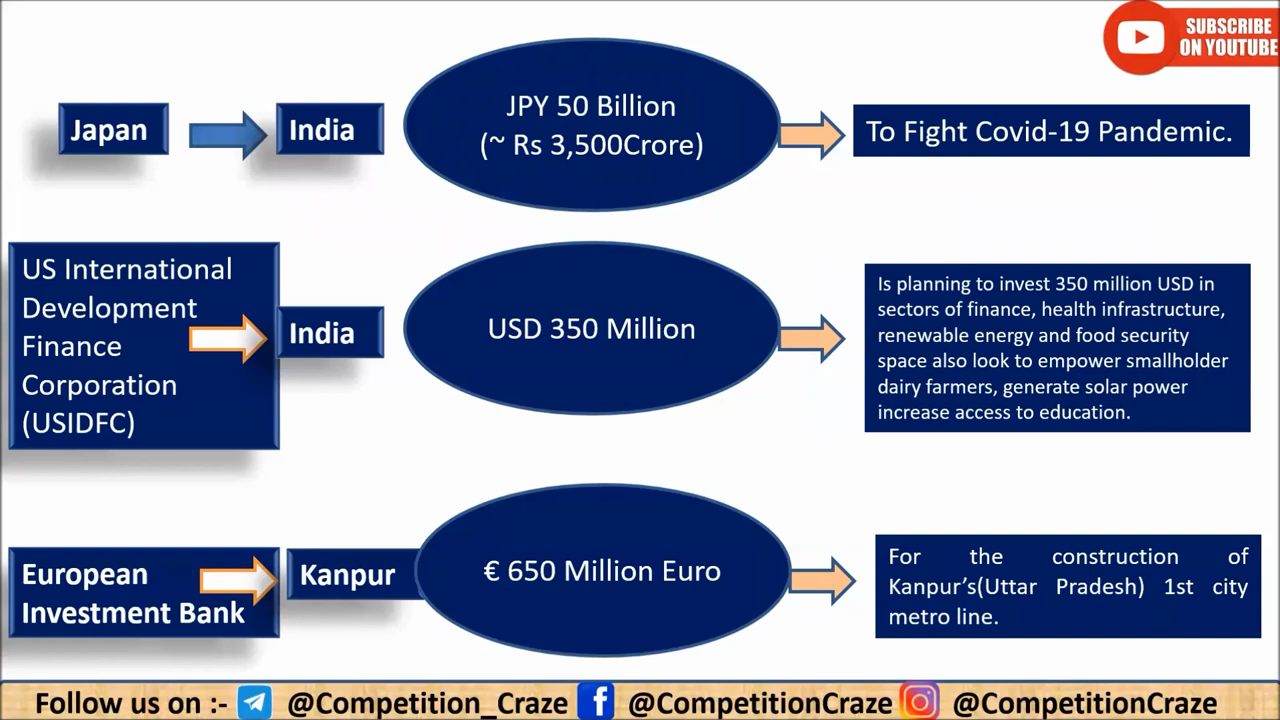 SUBSCRIBE
ON YOUTUBE
Japan
India
JPY 50 Billion
(~ Rs 3,500Crore)
To Fight Covid-19 Pandemic.
US International
Development
Finance
Corporation
(USIDFC)
India
USD 350 Million
Is planning to invest 350 million USD in
sectors of finance, health infrastructure,
renewable energy and food security
space also look to empower smallholder
dairy farmers, generate solar power
increase access to education.
European
Investment Bank
Kanpur
€ 650 Million Euro
For the construction of
Kanpur’s(Uttar Pradesh) 1st city
metro line.
Follow us on :- @Competition_Craze @CompetitionCraze @CompetitionCraze